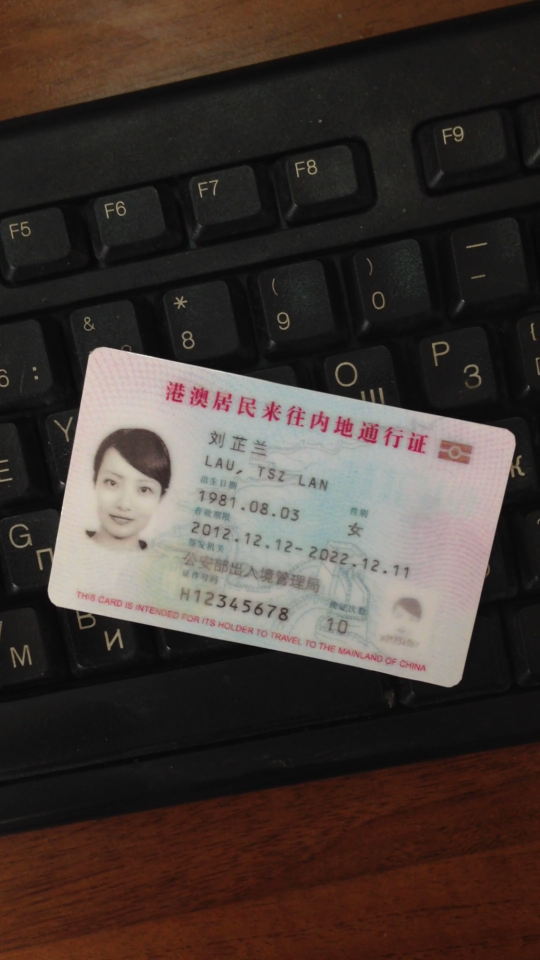 F9
F8
F7
F6
F5
—
–
)
0
(
9
*
8
&
6 :
P
З
O
Ш
港澳居民来往内地通行证
刘芷兰
LAU, TSZ LAN
出生日期
性别
1981.08.03
女
有效期限
2012.12.12-2022.12.11
签发机关
公安部出入境管理局
证件号码
换证次数
H12345678
10
THIS CARD IS INTENDED FOR ITS HOLDER TO TRAVEL TO THE MAINLAND OF CHINA
Y
G
П
M
В
И